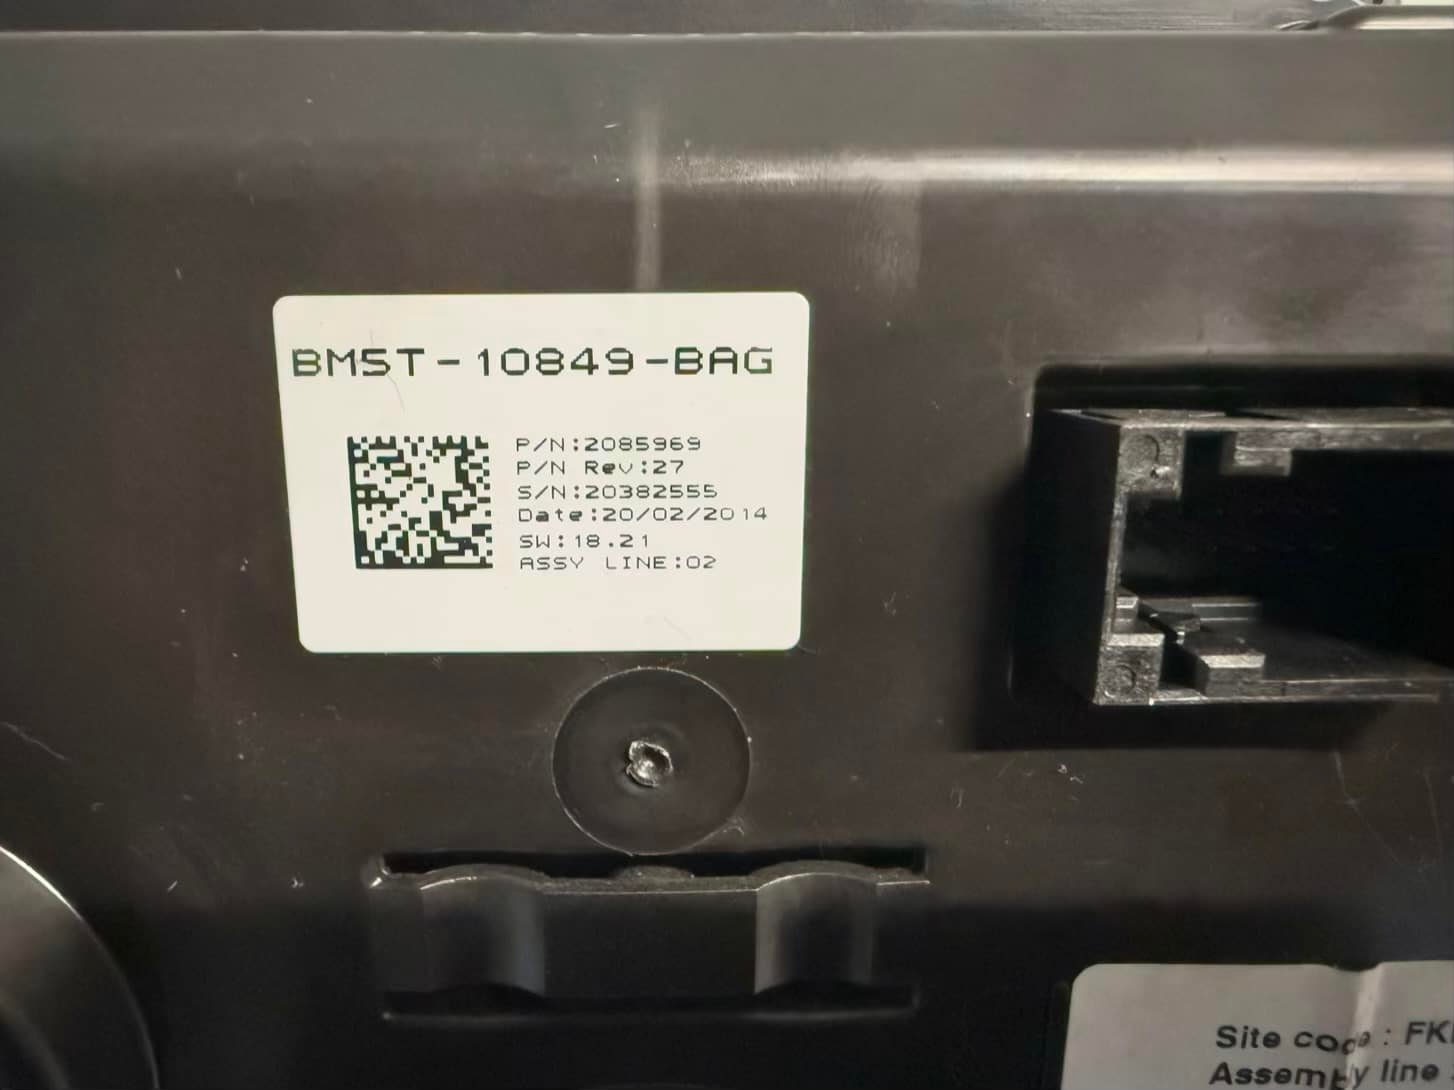 BM5T-10849-BAG
P/N:2085969
P/N Rev:27
S/N:20382555
Date:20/02/2014
SW:18.21
ASSY LINE:02
Site code : FK
Assembly line